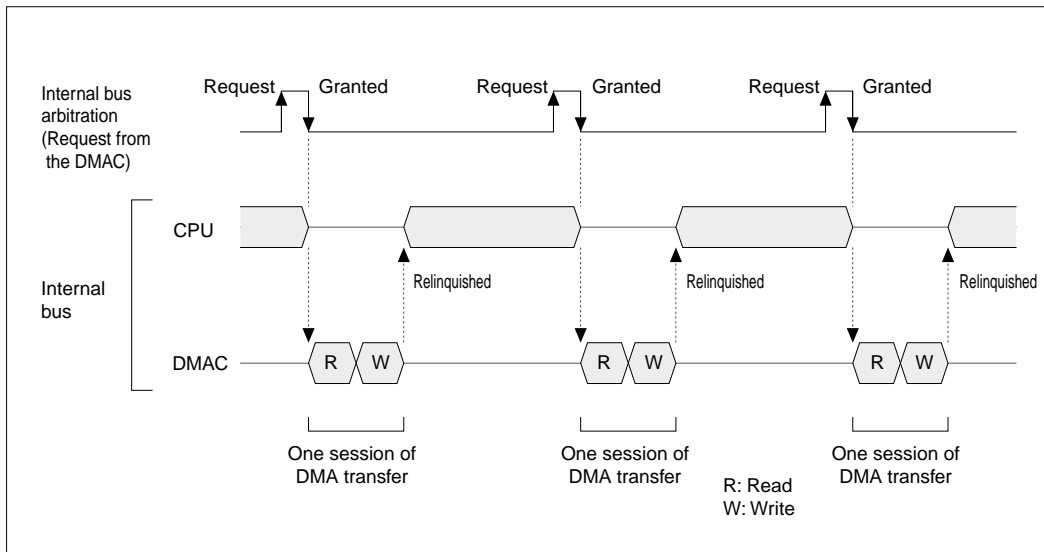 Request Granted Request Granted Request Granted
Internal bus
arbitration
(Request from
the DMAC)
CPU
Relinquished Relinquished Relinquished
Internal
bus
DMAC R W R W R W
One session of
DMA transfer
One session of
DMA transfer
One session of
DMA transfer
R: Read
W: Write